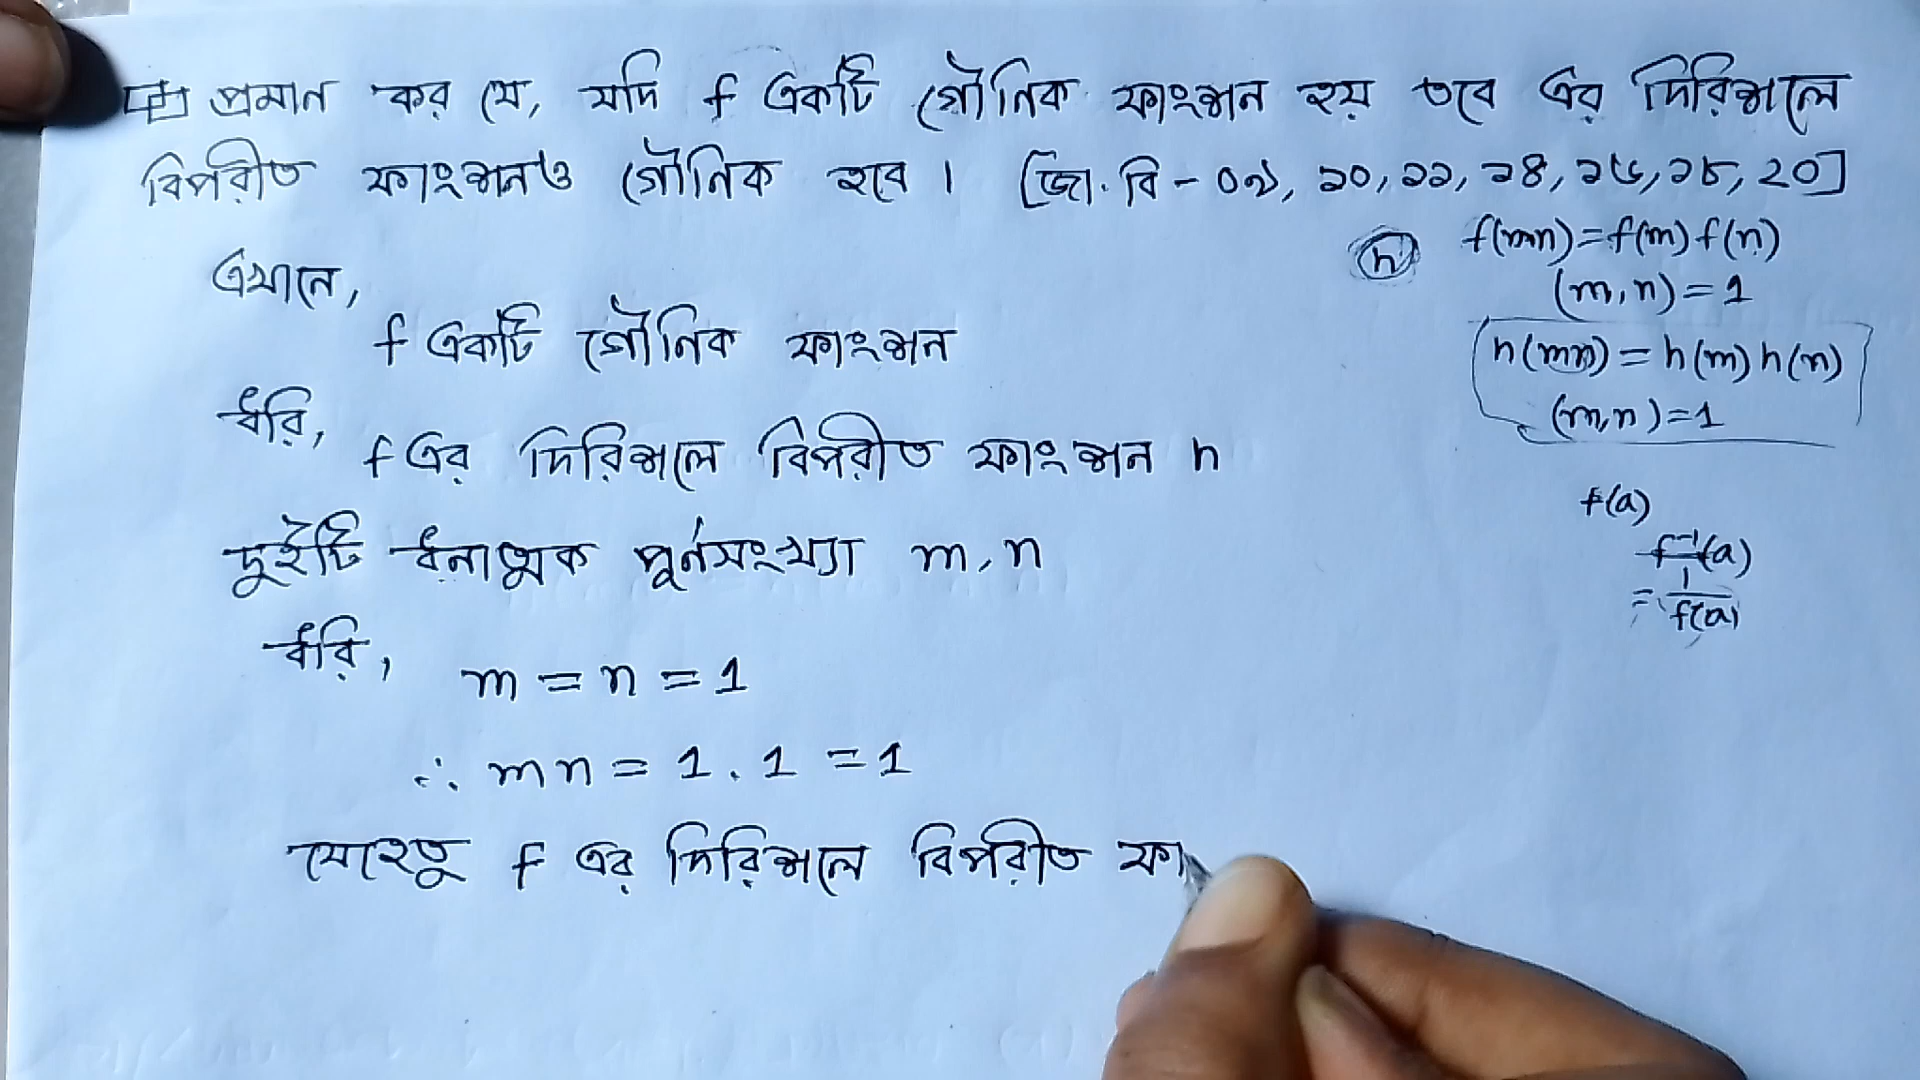 প্রমান কর যে, যদি f একটি গৌনিক ফাংশন হয় তবে এর দিরিশলে
বিপরীত ফাংশনও গৌনিক হবে। [জা. বি - ০৯, ১০, ১১, ১৪, ১৬, ১৮, ২০]
f(mn)=f(m) f(n)
h
(m, n) = 1
এখানে,
f একটি গৌনিক ফাংশন
h(mn) = h(m) h(n)
(m, n) = 1
ধরি,
f এর দিরিশলে বিপরীত ফাংশন h
f(a)
দুইটি ধনাত্মক পূর্নসংখ্যা m, n
f⁻¹(a)
= 1/f(a)
ধরি,
m = n = 1
∴ mn = 1 . 1 = 1
যেহেতু f এর দিরিশলে বিপরীত ফা